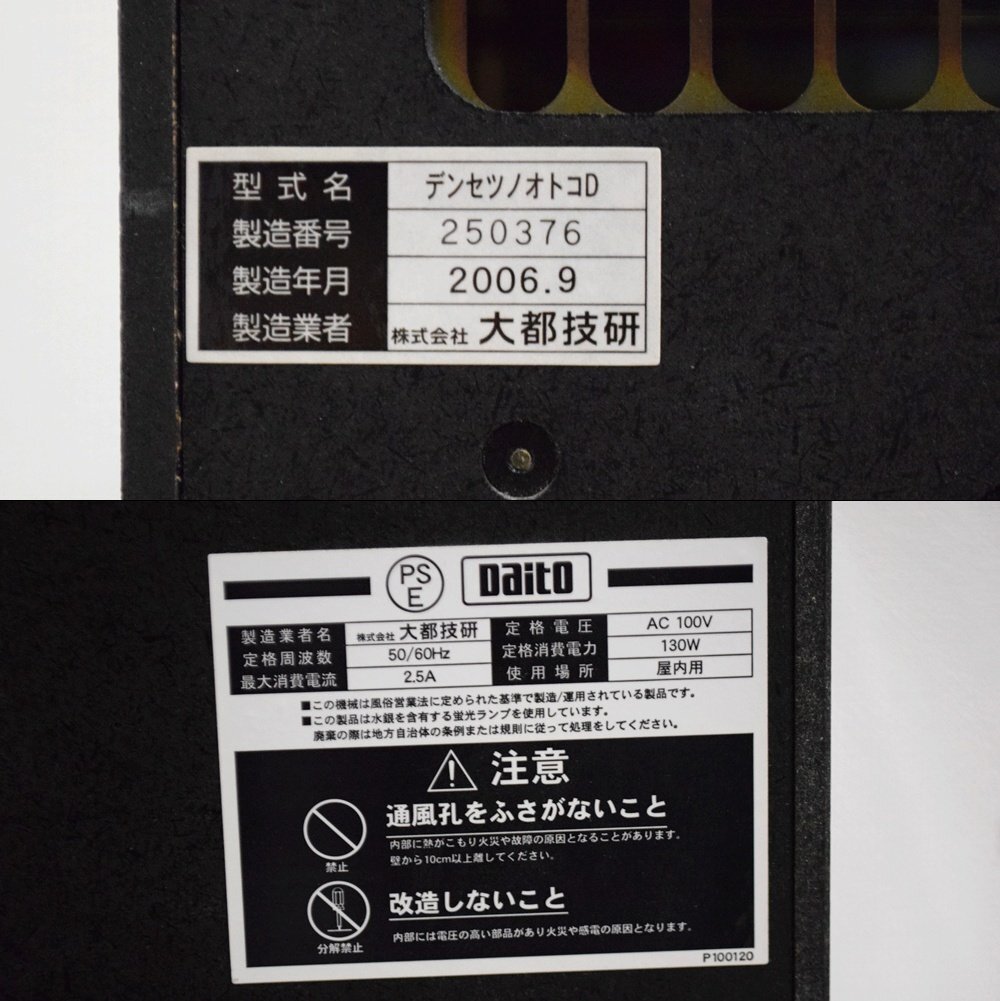 型式名 デンセツノオトコD
製造番号 250376
製造年月 2006.9
製造業者 株式会社 大都技研
PS
E
Daito
製造業者名 株式会社 大都技研 定格電圧 AC 100V
定格周波数 50/60Hz 定格消費電力 130W
最大消費電流 2.5A 使用場所 屋内用
■この機械は風俗営業法に定められた基準で製造/運用されている製品です。
■この製品は水銀を含有する蛍光ランプを使用しています。
廃棄の際は地方自治体の条例または規則に従って処理をしてください。
注意
通風孔をふさがないこと
内部に熱がこもり火災や故障の原因となることがあります。
壁から10cm以上離してください。
禁止
改造しないこと
内部には電圧の高い部品があり火災や感電の原因となります。
分解禁止
P100120